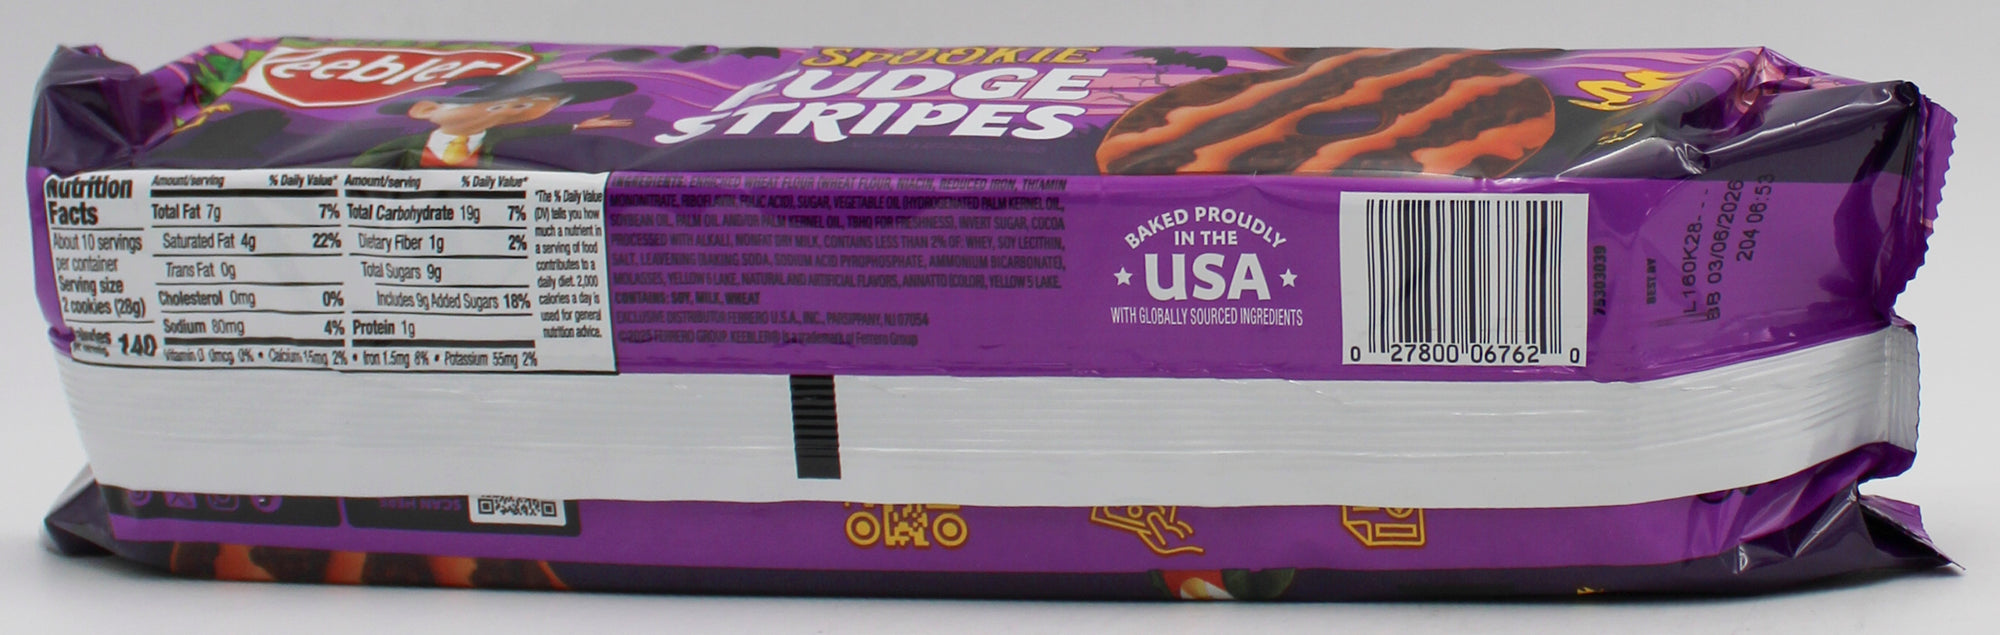 Keebler
SPOOKIE
FUDGE
STRIPES
Nutrition
Facts
About 10 servings
per container
Serving size
2 cookies (28g)
Calories
per serving 140
Amount/serving % Daily Value*
Total Fat 7g 7%
Saturated Fat 4g 22%
Trans Fat 0g
Cholesterol 0mg 0%
Sodium 80mg 4%
Amount/serving % Daily Value*
Total Carbohydrate 19g 7%
Dietary Fiber 1g 2%
Total Sugars 9g
Includes 9g Added Sugars 18%
Protein 1g
Vitamin D 0mcg 0% • Calcium 15mg 2% • Iron 1.5mg 8% • Potassium 55mg 2%
*The % Daily Value
(DV) tells you how
much a nutrient in
a serving of food
contributes to a
daily diet. 2,000
calories a day is
used for general
nutrition advice.
INGREDIENTS: ENRICHED WHEAT FLOUR (WHEAT FLOUR, NIACIN, REDUCED IRON, THIAMIN
MONONITRATE, RIBOFLAVIN, FOLIC ACID), SUGAR, VEGETABLE OIL (HYDROGENATED PALM KERNEL OIL,
SOYBEAN OIL, PALM OIL AND/OR PALM KERNEL OIL, TBHQ FOR FRESHNESS), INVERT SUGAR, COCOA
PROCESSED WITH ALKALI, NONFAT DRY MILK, CONTAINS LESS THAN 2% OF: WHEY, SOY LECITHIN,
SALT, LEAVENING (BAKING SODA, SODIUM ACID PYROPHOSPHATE, AMMONIUM BICARBONATE),
MOLASSES, YELLOW 6 LAKE, NATURAL AND ARTIFICIAL FLAVORS, ANNATTO (COLOR), YELLOW 5 LAKE.
CONTAINS: SOY, MILK, WHEAT
EXCLUSIVE DISTRIBUTOR FERRERO U.S.A., INC., PARSIPPANY, NJ 07054
©2025 FERRERO GROUP. KEEBLER® is a trademark of Ferrero Group
BAKED PROUDLY
IN THE
USA
WITH GLOBALLY SOURCED INGREDIENTS
0 27800 06762 0
75303039
BEST BY
LL160K28---
BB 03/06/2026
204 06:53
SCAN HERE